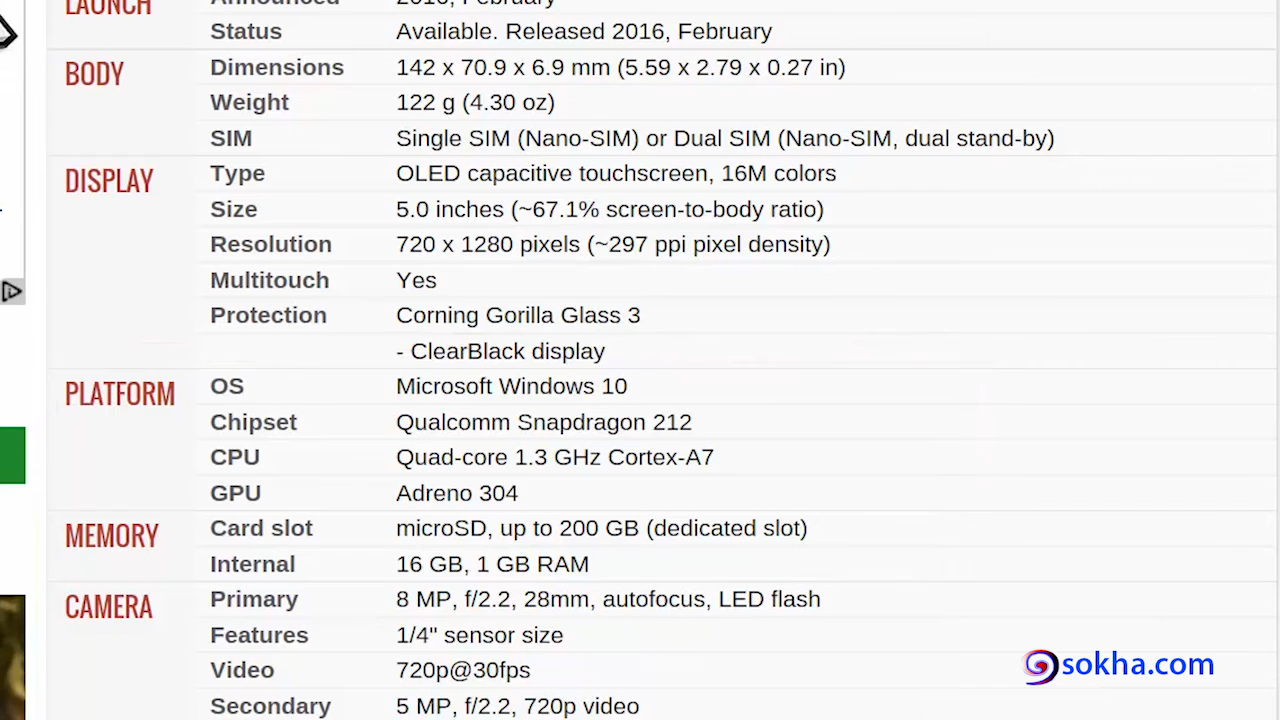 LAUNCH Announced 2016, February
Status Available. Released 2016, February
BODY Dimensions 142 x 70.9 x 6.9 mm (5.59 x 2.79 x 0.27 in)
Weight 122 g (4.30 oz)
SIM Single SIM (Nano-SIM) or Dual SIM (Nano-SIM, dual stand-by)
DISPLAY Type OLED capacitive touchscreen, 16M colors
Size 5.0 inches (~67.1% screen-to-body ratio)
Resolution 720 x 1280 pixels (~297 ppi pixel density)
Multitouch Yes
Protection Corning Gorilla Glass 3
- ClearBlack display
PLATFORM OS Microsoft Windows 10
Chipset Qualcomm Snapdragon 212
CPU Quad-core 1.3 GHz Cortex-A7
GPU Adreno 304
MEMORY Card slot microSD, up to 200 GB (dedicated slot)
Internal 16 GB, 1 GB RAM
CAMERA Primary 8 MP, f/2.2, 28mm, autofocus, LED flash
Features 1/4" sensor size
Video 720p@30fps
Secondary 5 MP, f/2.2, 720p video
sokha.com